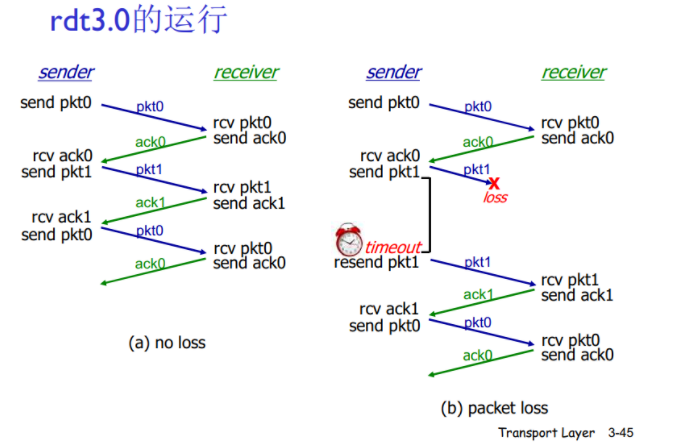 rdt3.0的运行
sender
receiver
send pkt0
pkt0
rcv pkt0
send ack0
ack0
rcv ack0
send pkt1
pkt1
rcv pkt1
send ack1
ack1
rcv ack1
send pkt0
pkt0
rcv pkt0
send ack0
ack0
(a) no loss
sender
receiver
send pkt0
pkt0
rcv pkt0
send ack0
ack0
rcv ack0
send pkt1
pkt1
X
loss
timeout
resend pkt1
pkt1
rcv pkt1
send ack1
ack1
rcv ack1
send pkt0
pkt0
rcv pkt0
send ack0
ack0
(b) packet loss
Transport Layer 3-45